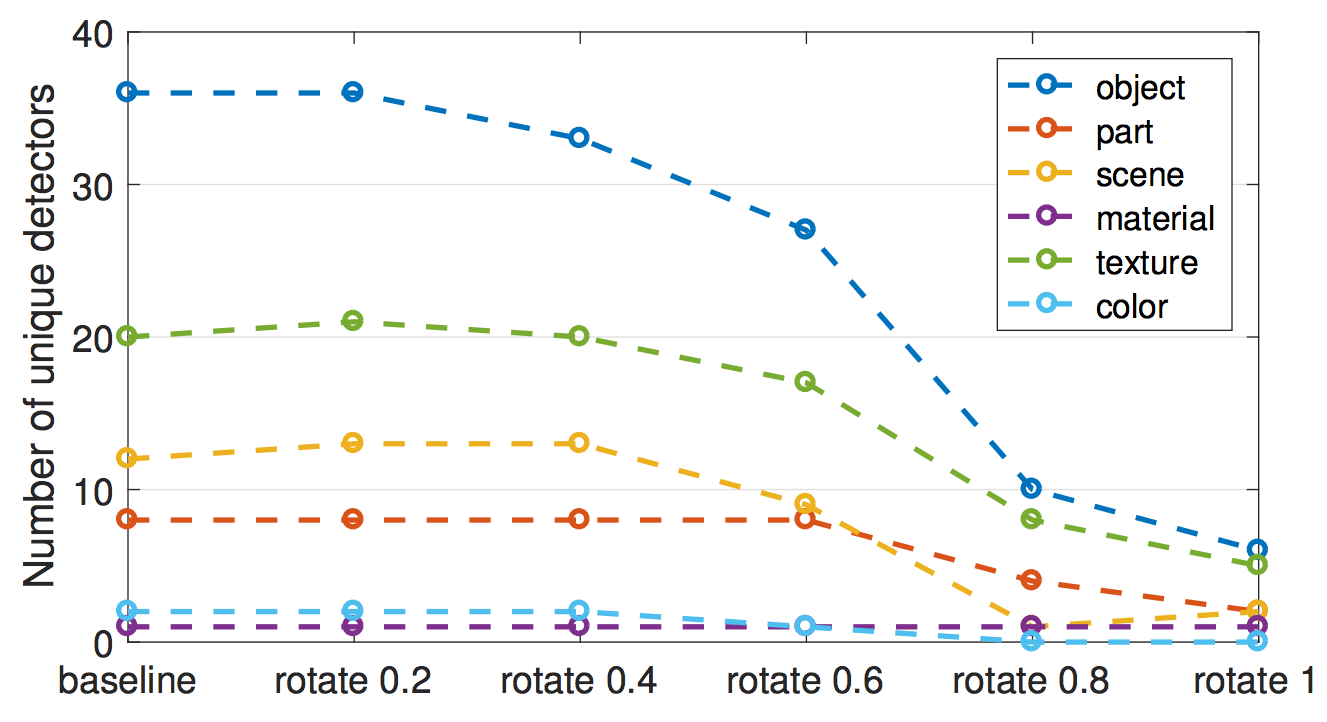 Number of unique detectors
40
30
20
10
0
baseline rotate 0.2 rotate 0.4 rotate 0.6 rotate 0.8 rotate 1
object
part
scene
material
texture
color